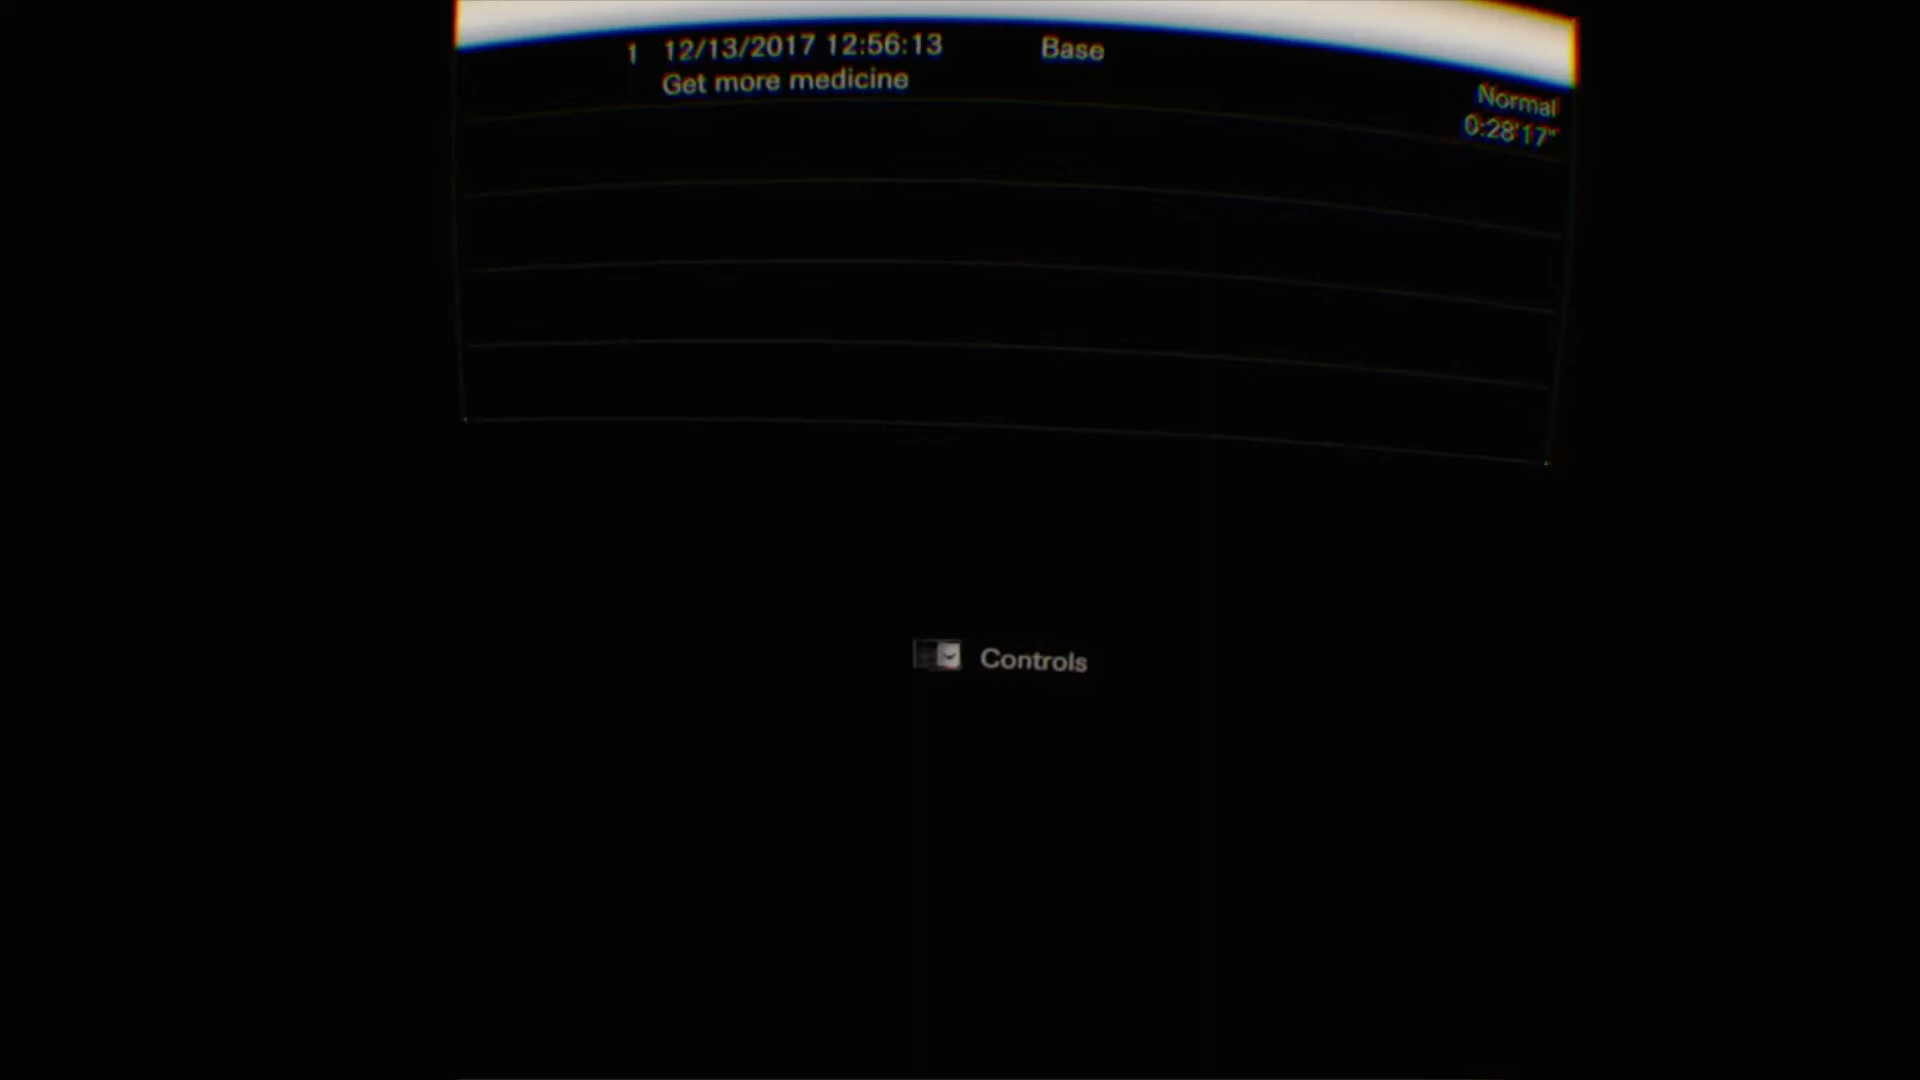 1 12/13/2017 12:56:13 Base
Get more medicine
Normal
0:28'17"
Controls